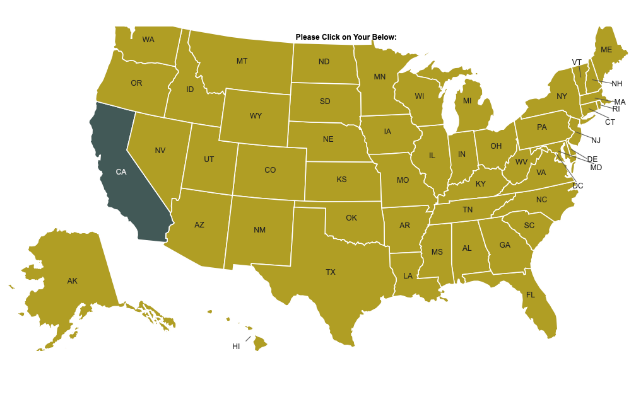 Please Click on Your Below:
WA
MT
ND
MN
ME
VT
NH
OR
ID
WY
SD
WI
MI
NY
MA
RI
CT
NV
UT
CO
NE
IA
IL
IN
OH
PA
NJ
CA
KS
MO
KY
WV
VA
DE
MD
DC
AZ
NM
OK
AR
TN
NC
SC
TX
LA
MS
AL
GA
FL
AK
HI